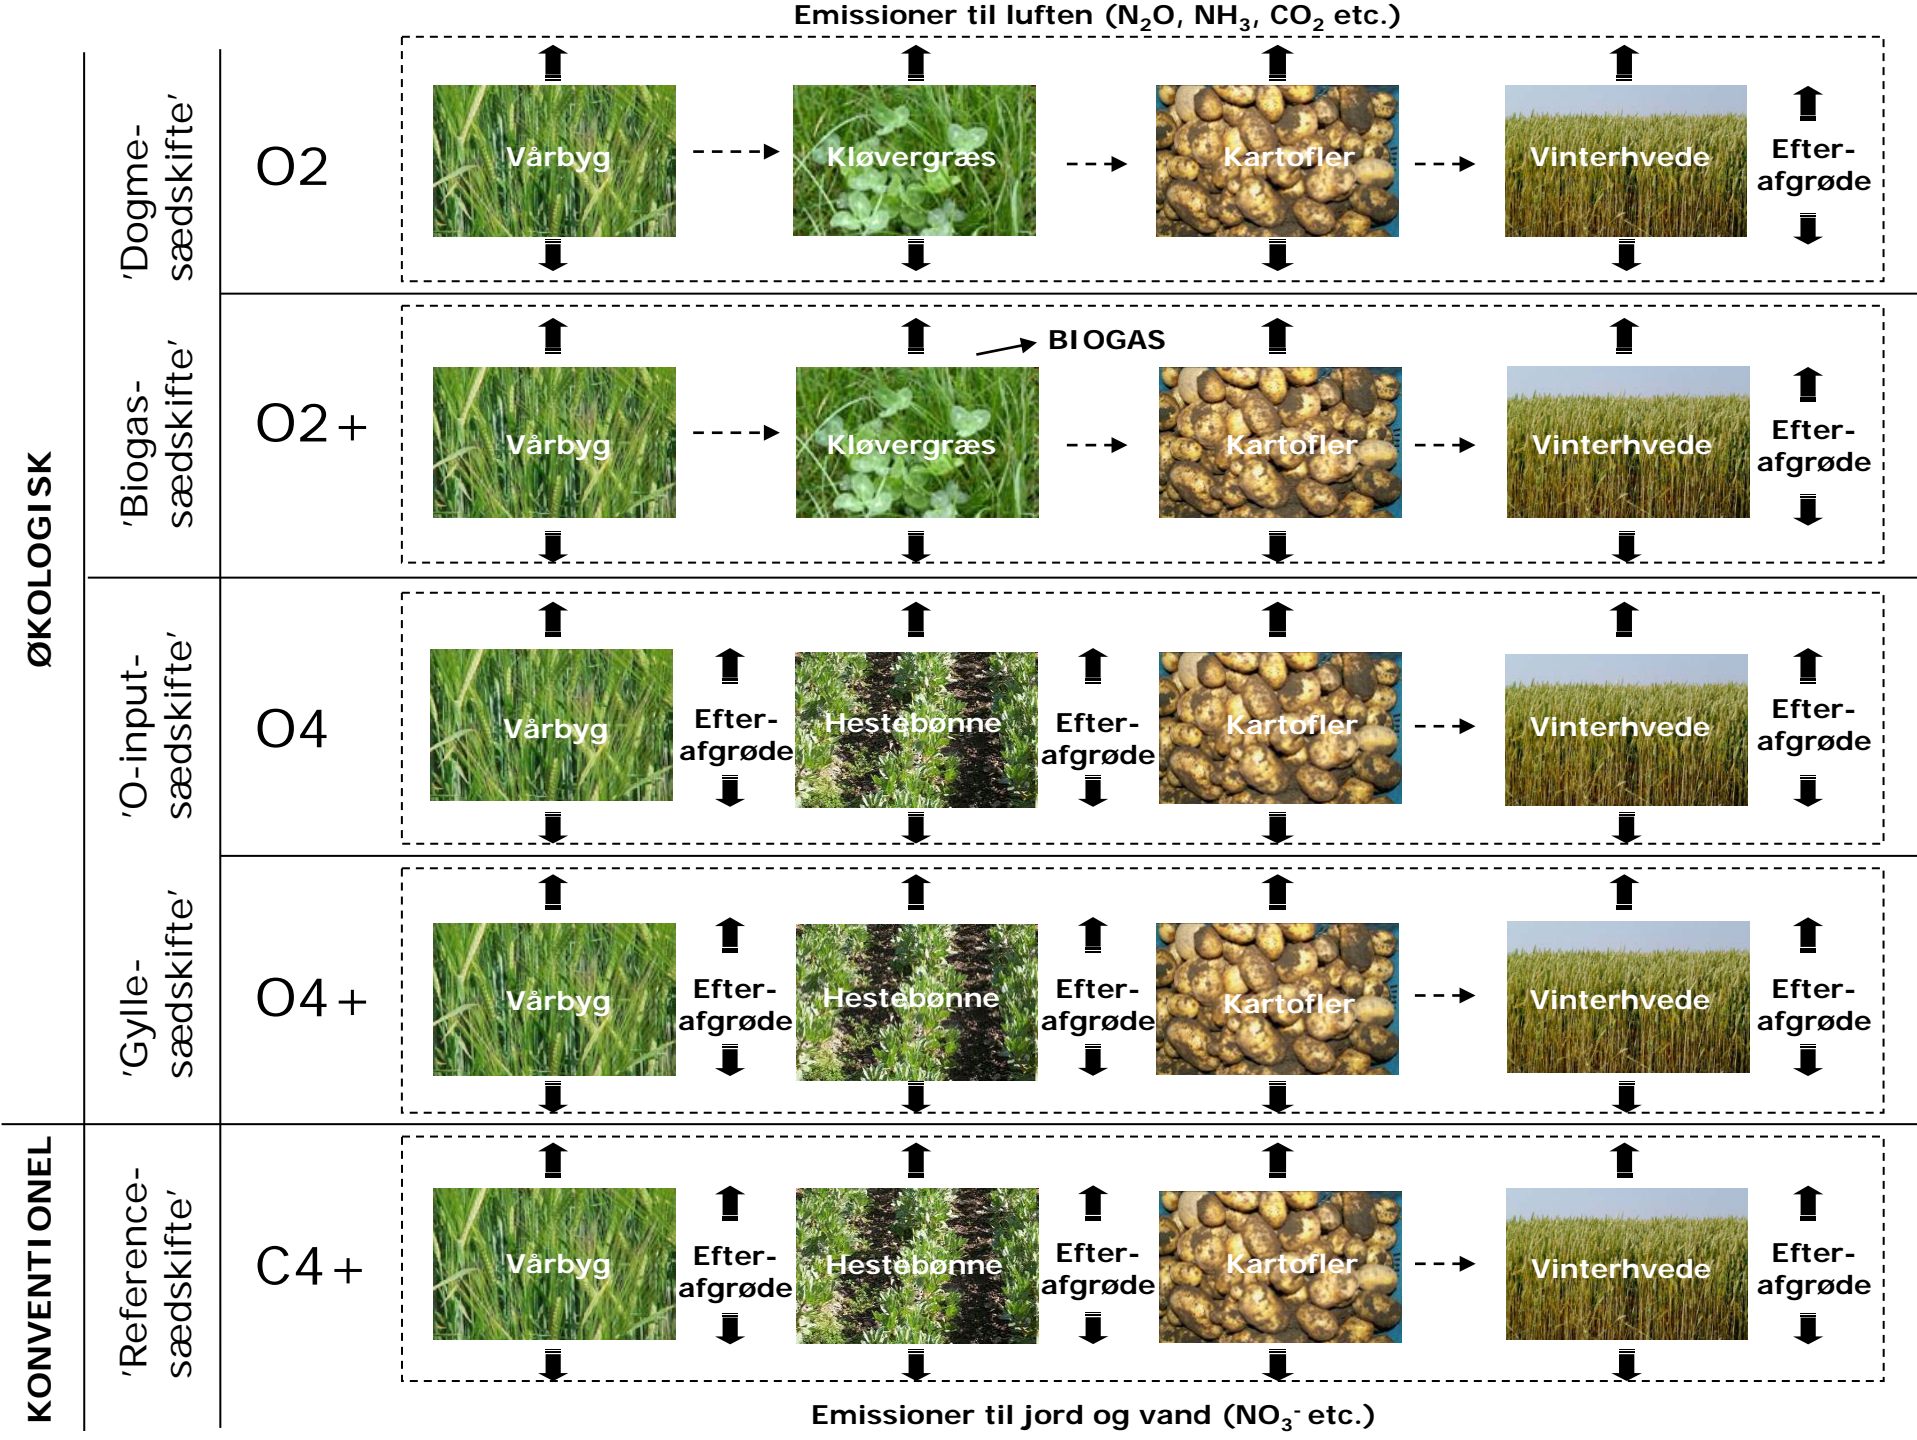 Emissioner til luften (N₂O, NH₃, CO₂ etc.)
ØKOLOGISK
'Dogme-
sædskifte'
O2
Vårbyg
Kløvergræs
Kartofler
Vinterhvede
Efter-
afgrøde
'Biogas-
sædskifte'
O2+
BIOGAS
Vårbyg
Kløvergræs
Kartofler
Vinterhvede
Efter-
afgrøde
'O-input-
sædskifte'
O4
Vårbyg
Efter-
afgrøde
Hestebønne
Efter-
afgrøde
Kartofler
Vinterhvede
Efter-
afgrøde
'Gylle-
sædskifte'
O4+
Vårbyg
Efter-
afgrøde
Hestebønne
Efter-
afgrøde
Kartofler
Vinterhvede
Efter-
afgrøde
KONVENTIONEL
'Reference-
sædskifte'
C4+
Vårbyg
Efter-
afgrøde
Hestebønne
Efter-
afgrøde
Kartofler
Vinterhvede
Efter-
afgrøde
Emissioner til jord og vand (NO₃⁻ etc.)